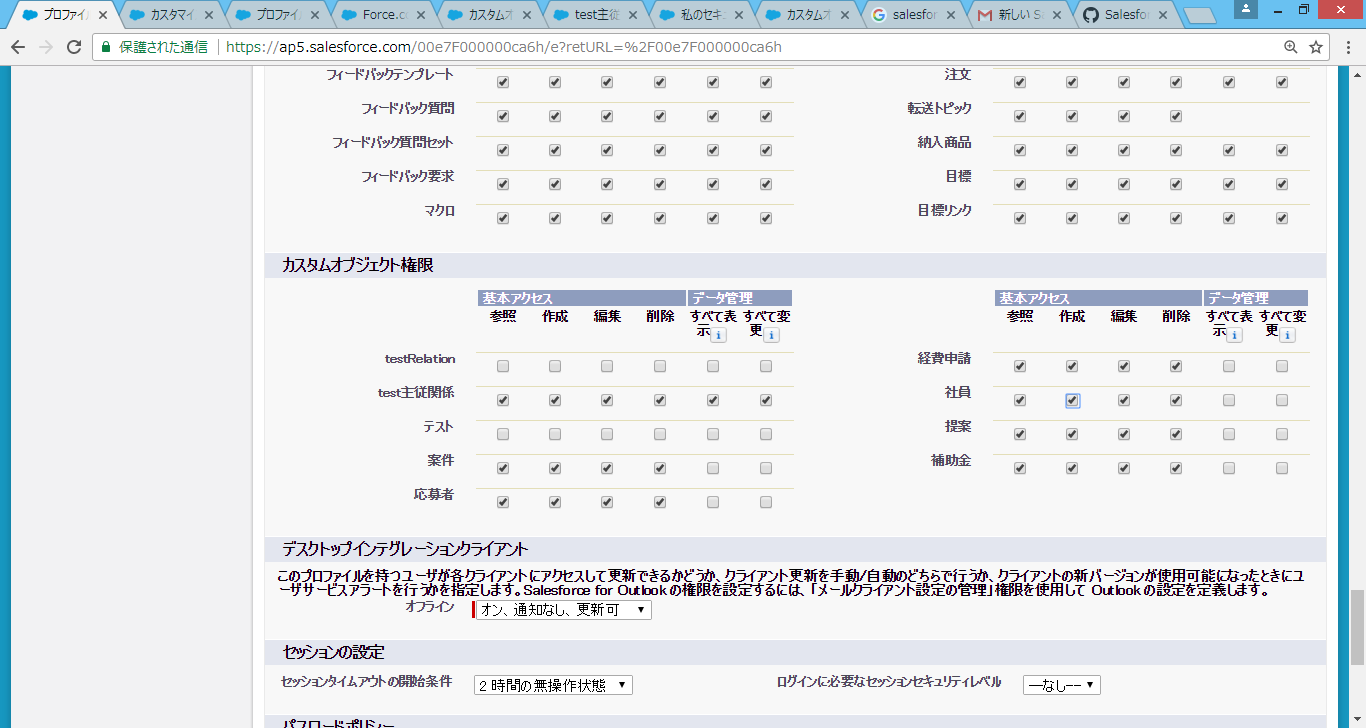 プロファイ カスタマイ プロファイ Force.c カスタムオ test主従 私のセキ カスタムオ salesfor 新しい Sa Salesfor
保護された通信 https://ap5.salesforce.com/00e7F000000ca6h/e?retURL=%2F00e7F000000ca6h
フィードバックテンプレート 注文
フィードバック質問 転送トピック
フィードバック質問セット 納入商品
フィードバック要求 目標
マクロ 目標リンク
カスタムオブジェクト権限
基本アクセス データ管理 基本アクセス データ管理
参照 作成 編集 削除 すべて表示 すべて変更 参照 作成 編集 削除 すべて表示 すべて変更
testRelation 経費申請
test主従関係 社員
テスト 提案
案件 補助金
応募者
デスクトップインテグレーションクライアント
このプロファイルを持つユーザが各クライアントにアクセスして更新できるかどうか、クライアント更新を手動/自動のどちらで行うか、クライアントの新バージョンが使用可能になったときにユ
ーザサービスアラートを行うかを指定します。Salesforce for Outlook の権限を設定するには、「メールクライアント設定の管理」権限を使用して Outlook の設定を定義します。
オフライン オン、通知なし、更新可
セッションの設定
セッションタイムアウトの開始条件 2 時間の無操作状態 ログインに必要なセッションセキュリティレベル --なし--
パスワードポリシー